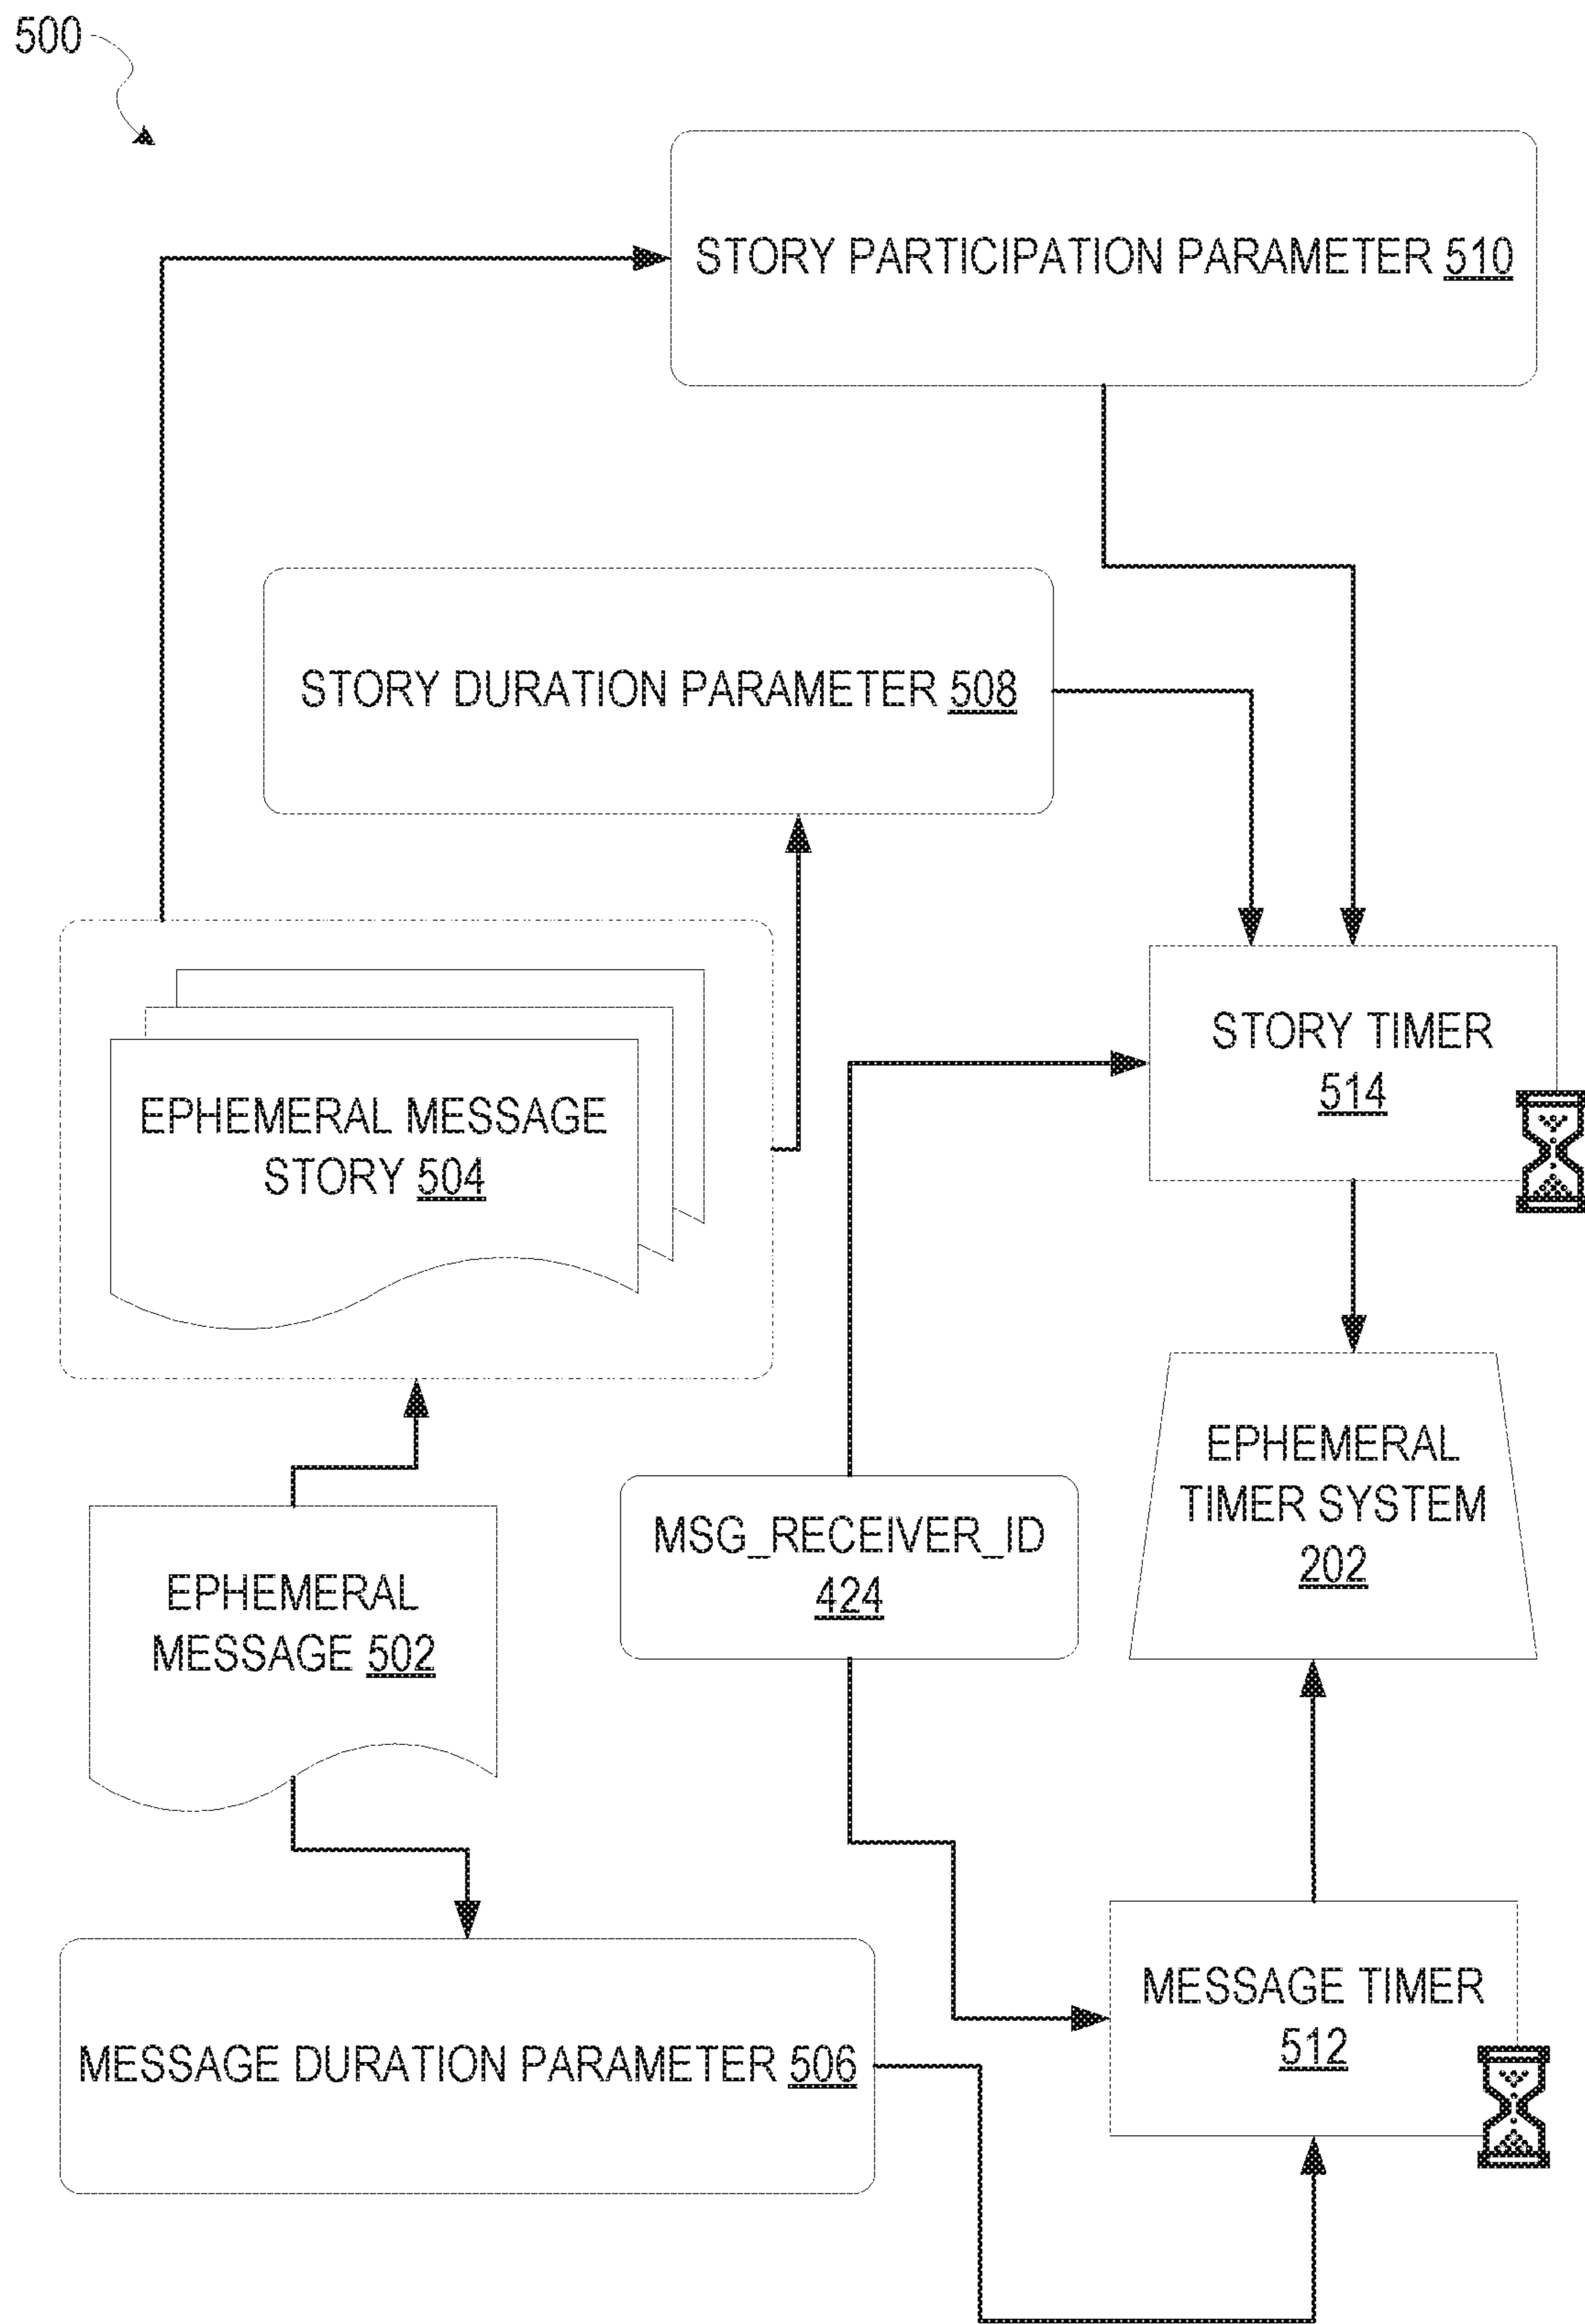 500
STORY PARTICIPATION PARAMETER 510
STORY DURATION PARAMETER 508
STORY TIMER
514
EPHEMERAL MESSAGE
STORY 504
EPHEMERAL
TIMER SYSTEM
202
MSG_RECEIVER_ID
424
EPHEMERAL
MESSAGE 502
MESSAGE TIMER
512
MESSAGE DURATION PARAMETER 506